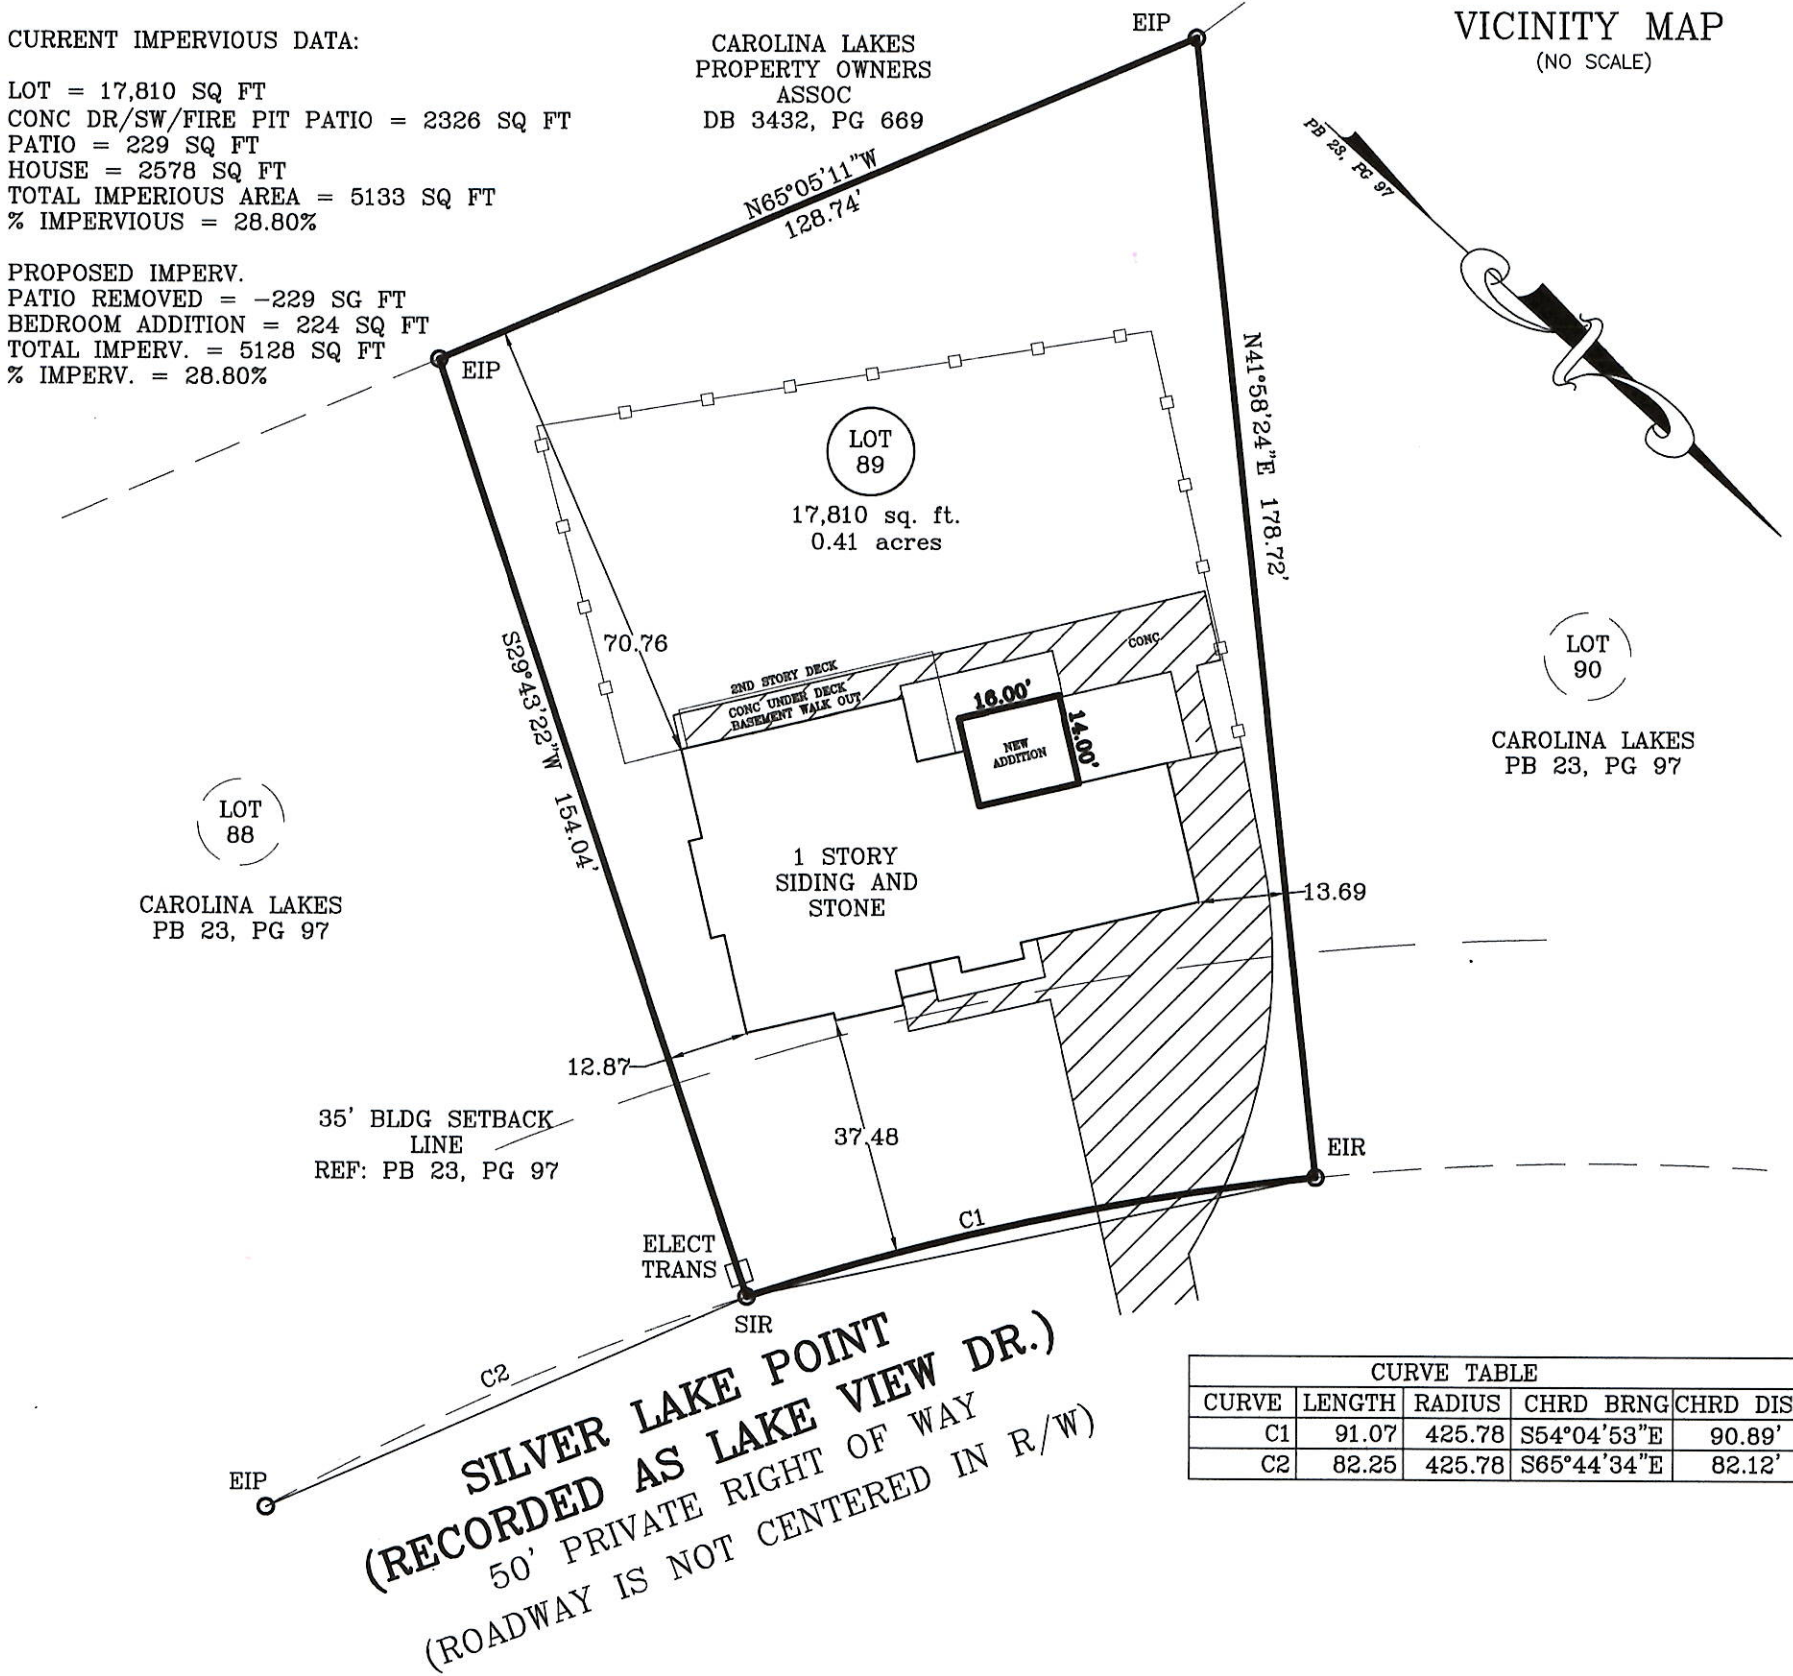 CURRENT IMPERVIOUS DATA:
LOT = 17,810 SQ FT
CONC DR/SW/FIRE PIT PATIO = 2326 SQ FT
PATIO = 229 SQ FT
HOUSE = 2578 SQ FT
TOTAL IMPERIOUS AREA = 5133 SQ FT
% IMPERVIOUS = 28.80%
PROPOSED IMPERV.
PATIO REMOVED = -229 SG FT
BEDROOM ADDITION = 224 SQ FT
TOTAL IMPERV. = 5128 SQ FT
% IMPERV. = 28.80%
CAROLINA LAKES
PROPERTY OWNERS
ASSOC
DB 3432, PG 669
EIP
VICINITY MAP
(NO SCALE)
PB 23, PG 97
N65°05'11"W
128.74'
EIP
N41°58'24"E 178.72'
LOT
89
17,810 sq. ft.
0.41 acres
S29°43'22"W 154.04'
70.76
2ND STORY DECK
CONC UNDER DECK
BASEMENT WALK OUT
CONC
16.00'
14.00'
NEW
ADDITION
LOT
90
CAROLINA LAKES
PB 23, PG 97
LOT
88
CAROLINA LAKES
PB 23, PG 97
1 STORY
SIDING AND
STONE
13.69
12.87
35' BLDG SETBACK
LINE
REF: PB 23, PG 97
37.48
EIR
C1
ELECT
TRANS
SIR
C2
EIP
SILVER LAKE POINT
(RECORDED AS LAKE VIEW DR.)
50' PRIVATE RIGHT OF WAY
(ROADWAY IS NOT CENTERED IN R/W)
CURVE TABLE
CURVE LENGTH RADIUS CHRD BRNG CHRD DIS
C1 91.07 425.78 S54°04'53"E 90.89'
C2 82.25 425.78 S65°44'34"E 82.12'